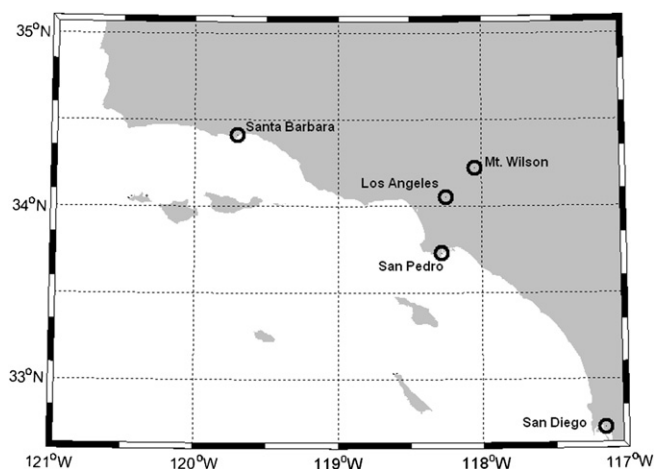 35°N
Santa Barbara
Mt. Wilson
Los Angeles
34°N
San Pedro
33°N
San Diego
121°W
120°W
119°W
118°W
117°W